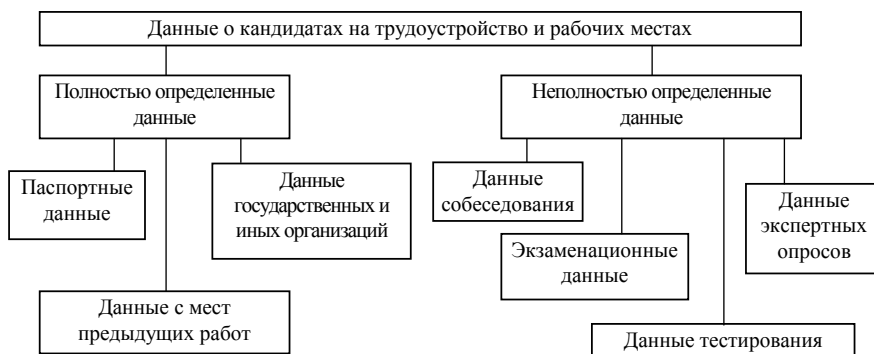 Данные о кандидатах на трудоустройство и рабочих местах
Полностью определенные
данные
Неполностью определенные
данные
Паспортные
данные
Данные
государственных и
иных организаций
Данные с мест
предыдущих работ
Данные
собеседования
Экзаменационные
данные
Данные тестирования
Данные
экспертных
опросов